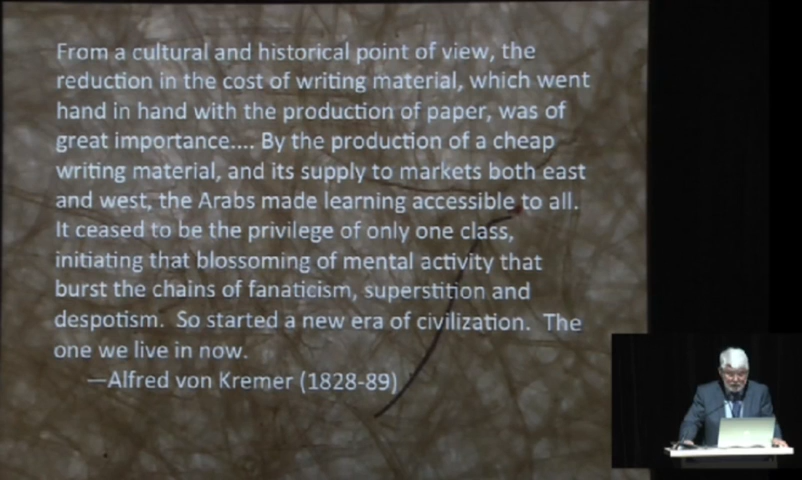 From a cultural and historical point of view, the
reduction in the cost of writing material, which went
hand in hand with the production of paper, was of
great importance.... By the production of a cheap
writing material, and its supply to markets both east
and west, the Arabs made learning accessible to all.
It ceased to be the privilege of only one class,
initiating that blossoming of mental activity that
burst the chains of fanaticism, superstition and
despotism.  So started a new era of civilization.  The
one we live in now.
—Alfred von Kremer (1828-89)